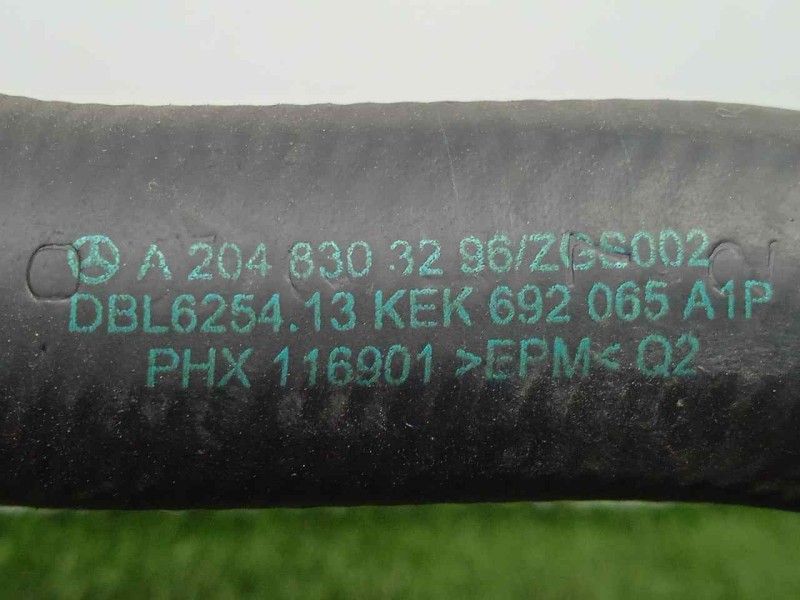 A 204 830 32 96/ZGS002
DBL6254.13 KEK 692 065 A1P
PHX 116901 >EPM< Q2